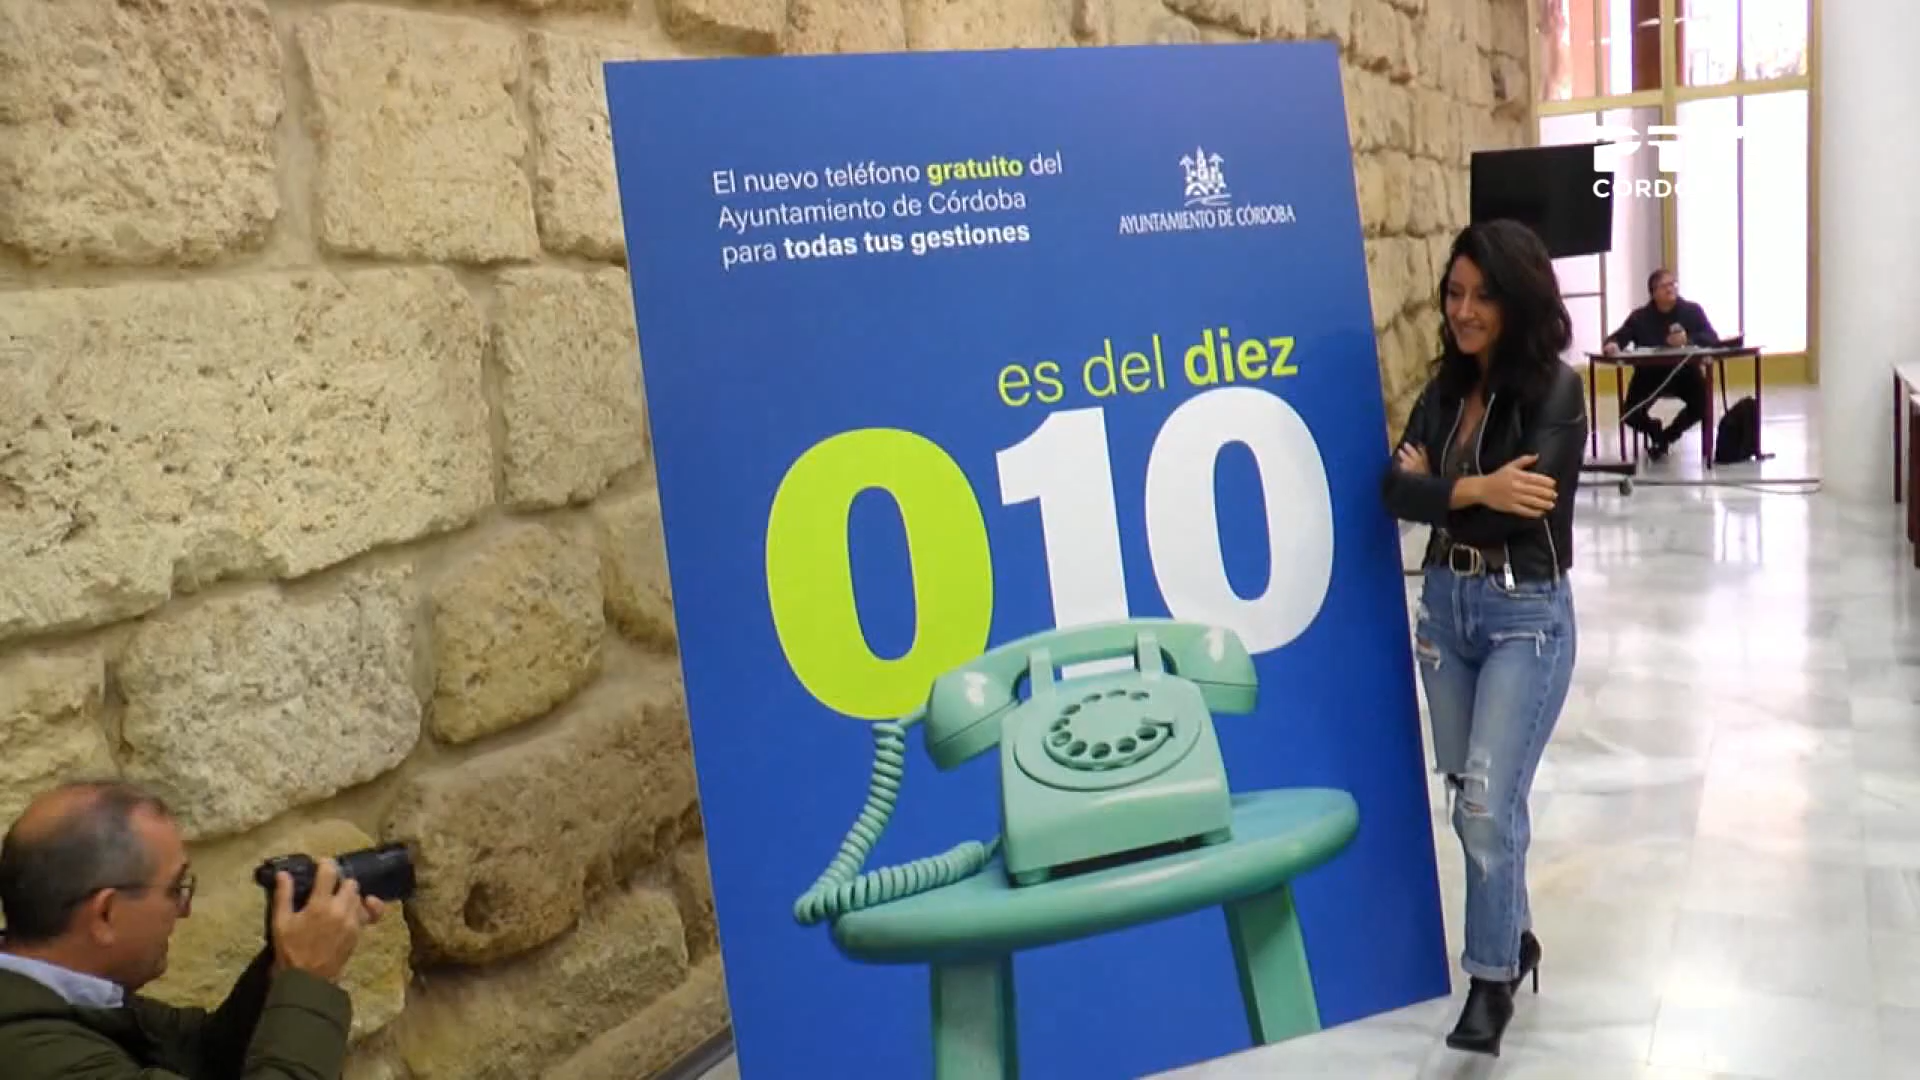 El nuevo teléfono gratuito del
Ayuntamiento de Córdoba
para todas tus gestiones
AYUNTAMIENTO DE CÓRDOBA
es del diez
010